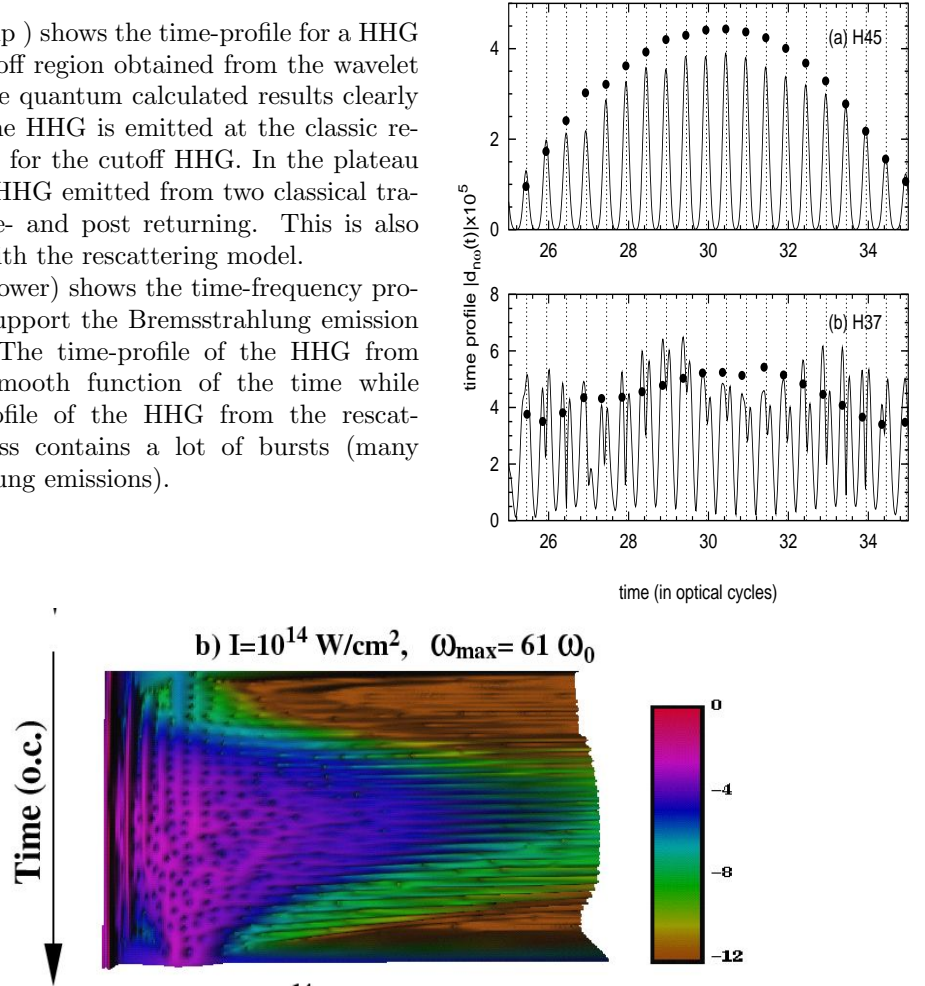 up ) shows the time-profile for a HHG
off region obtained from the wavelet
e quantum calculated results clearly
he HHG is emitted at the classic re-
for the cutoff HHG. In the plateau
HHG emitted from two classical tra-
e- and post returning. This is also
ith the rescattering model.
ower) shows the time-frequency pro-
upport the Bremsstrahlung emission
The time-profile of the HHG from
mooth function of the time while
ofile of the HHG from the rescat-
ss contains a lot of bursts (many
ung emissions).
(a) H45
4
2
0
26 28 30 32 34
time profile |dnω(t)|x10⁵
(b) H37
8
6
4
2
0
26 28 30 32 34
time (in optical cycles)
b) I=10¹⁴ W/cm², ωmax= 61 ω₀
Time (o.c.)
0
−4
−8
−12
14